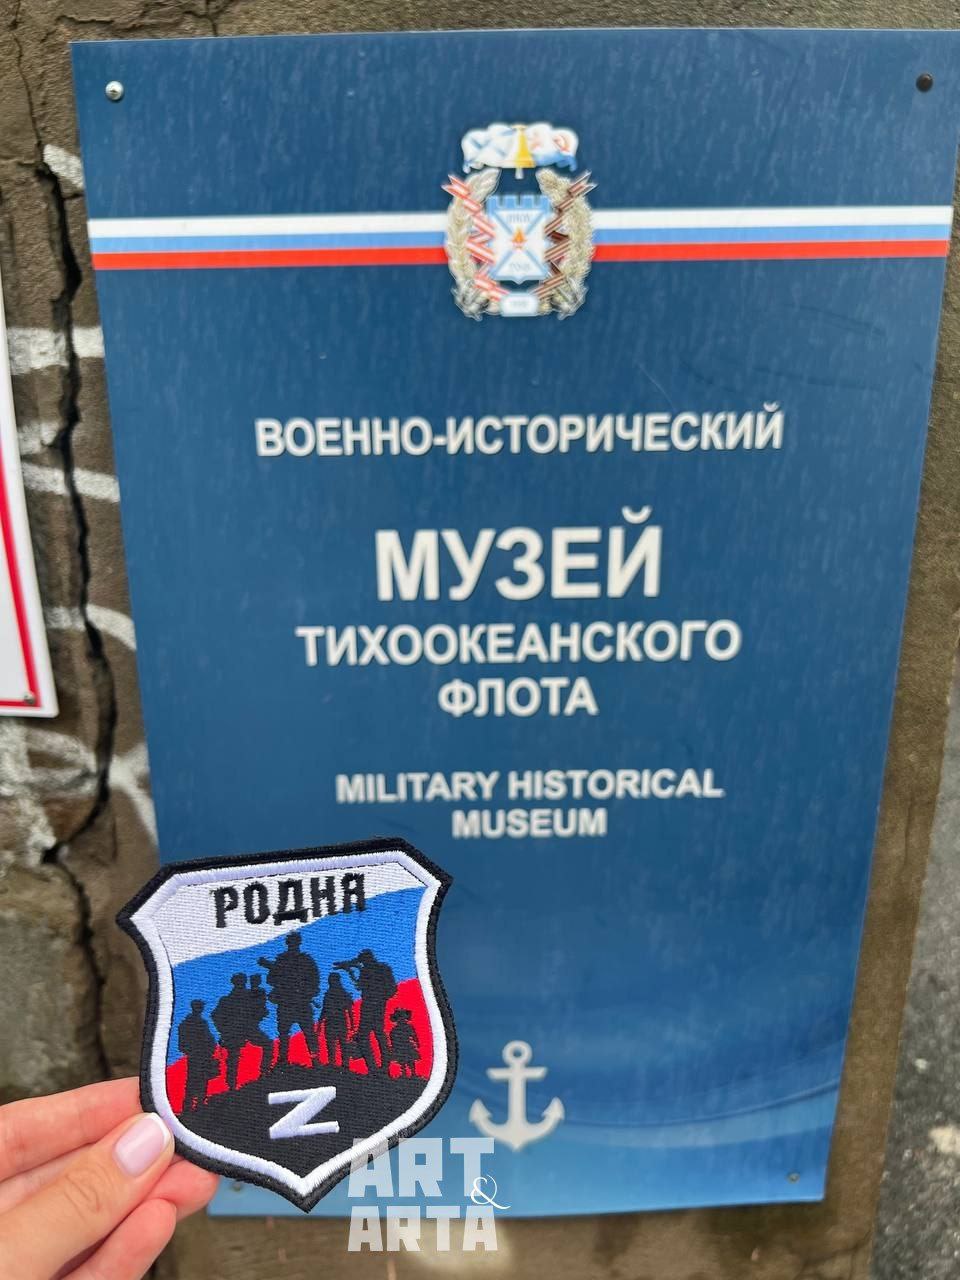 ВОЕННО-ИСТОРИЧЕСКИЙ
МУЗЕЙ
ТИХООКЕАНСКОГО
ФЛОТА
MILITARY HISTORICAL
MUSEUM
РОДНЯ
Z
ART
&
ARTA